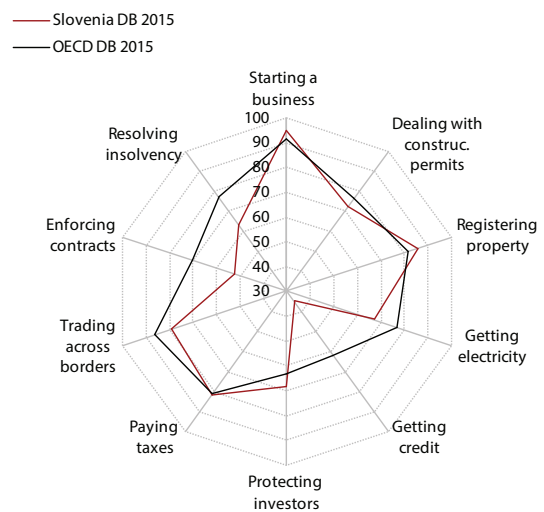 Slovenia DB 2015
OECD DB 2015
Starting a
business
Dealing with
construc.
permits
Registering
property
Getting
electricity
Getting
credit
Protecting
investors
Paying
taxes
Trading
across
borders
Enforcing
contracts
Resolving
insolvency
100
90
80
70
60
50
40
30